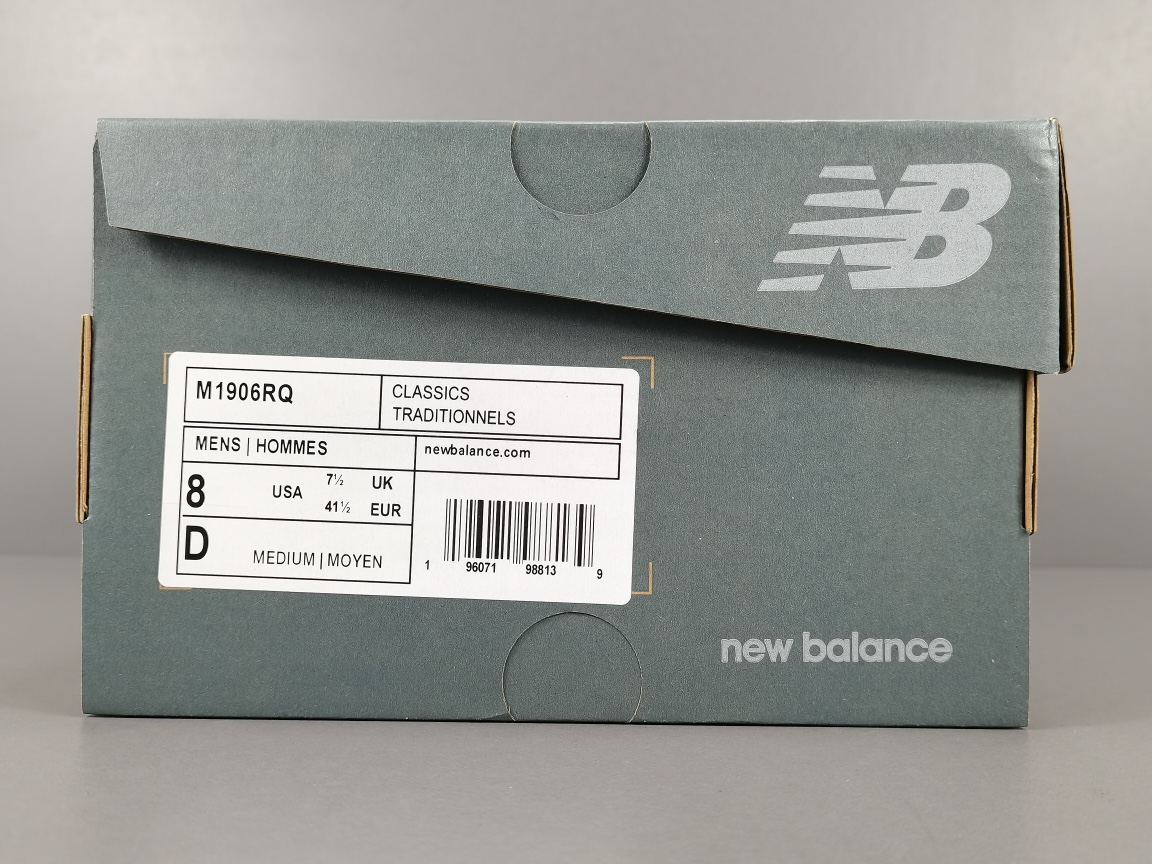 NB
M1906RQ
CLASSICS
TRADITIONNELS
MENS | HOMMES
newbalance.com
8 USA 7½ UK
41½ EUR
D MEDIUM | MOYEN
1 96071 98813 9
new balance